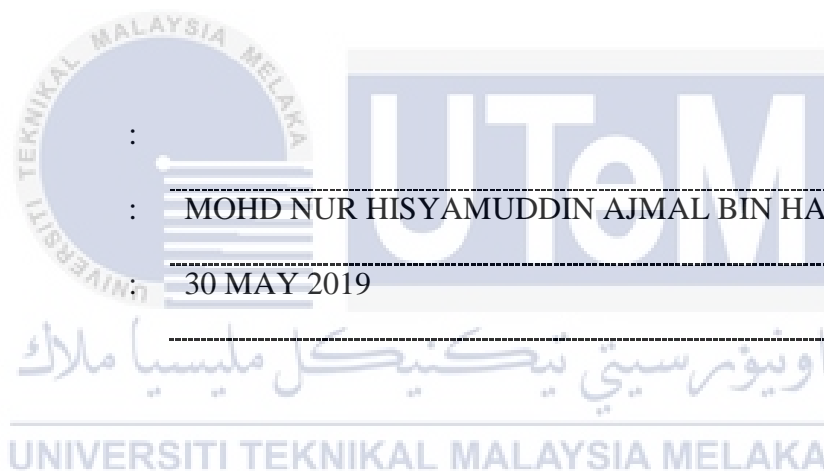 UNIVERSITI TEKNIKAL MALAYSIA MELAKA
UTeM
:
: MOHD NUR HISYAMUDDIN AJMAL BIN HA
: 30 MAY 2019
اونيۏرسيتي تيكنيكل مليسيا ملاك
UNIVERSITI TEKNIKAL MALAYSIA MELAKA